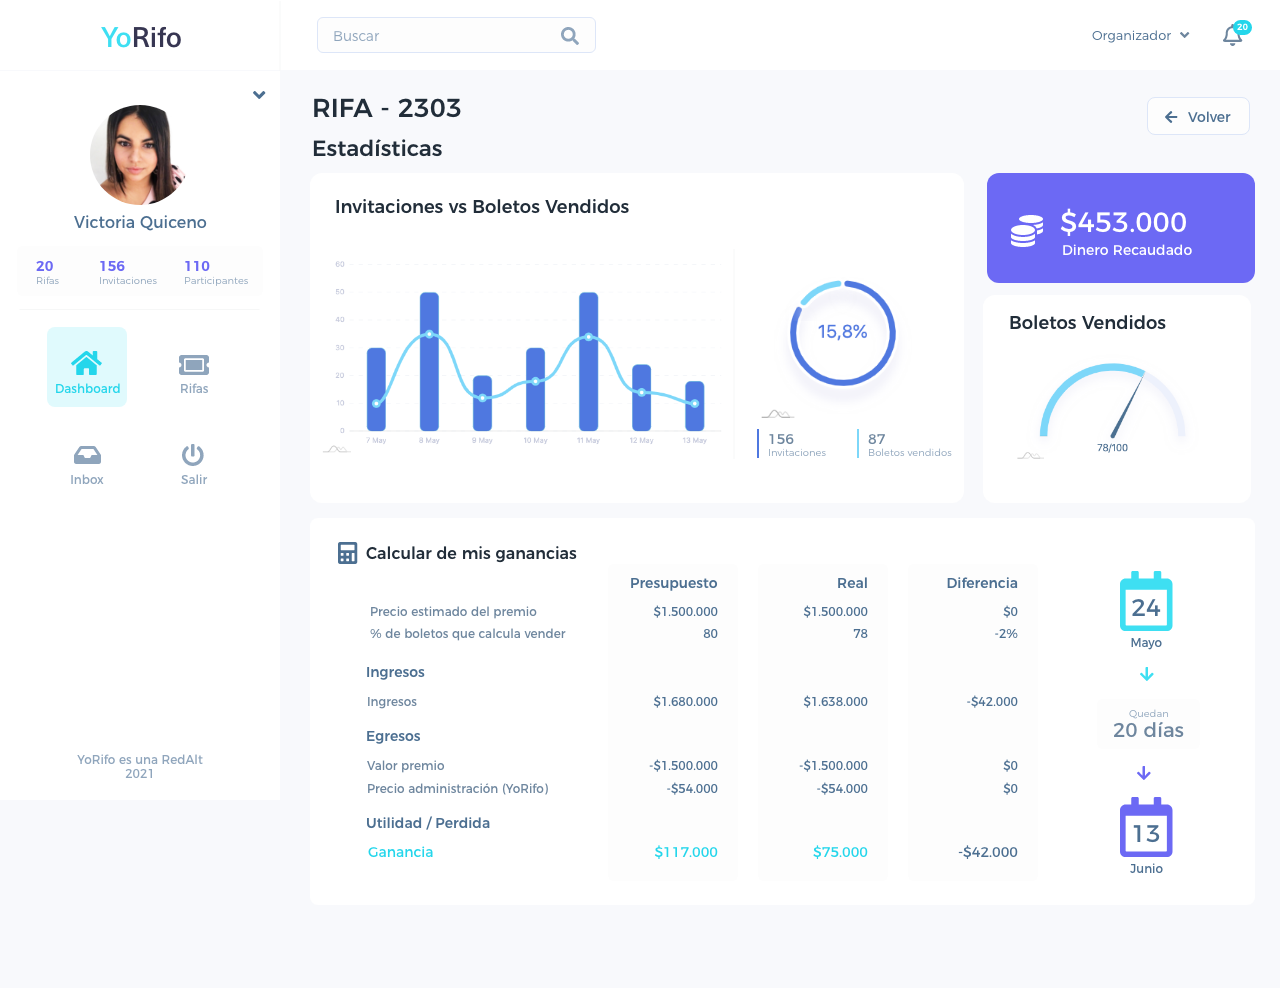 YoRifo
Buscar
Organizador
20
Victoria Quiceno
20
Rifas
156
Invitaciones
110
Participantes
Dashboard
Rifas
Inbox
Salir
YoRifo es una RedAlt
2021
RIFA - 2303
Volver
Estadísticas
Invitaciones vs Boletos Vendidos
60
50
40
30
20
10
0
7 May
8 May
9 May
10 May
11 May
12 May
13 May
15,8%
156
Invitaciones
87
Boletos vendidos
$453.000
Dinero Recaudado
Boletos Vendidos
78/100
Calcular de mis ganancias
Presupuesto Real Diferencia
Precio estimado del premio $1.500.000 $1.500.000 $0
% de boletos que calcula vender 80 78 -2%
Ingresos
Ingresos $1.680.000 $1.638.000 -$42.000
Egresos
Valor premio -$1.500.000 -$1.500.000 $0
Precio administración (YoRifo) -$54.000 -$54.000 $0
Utilidad / Perdida
Ganancia $117.000 $75.000 -$42.000
24
Mayo
Quedan
20 días
13
Junio